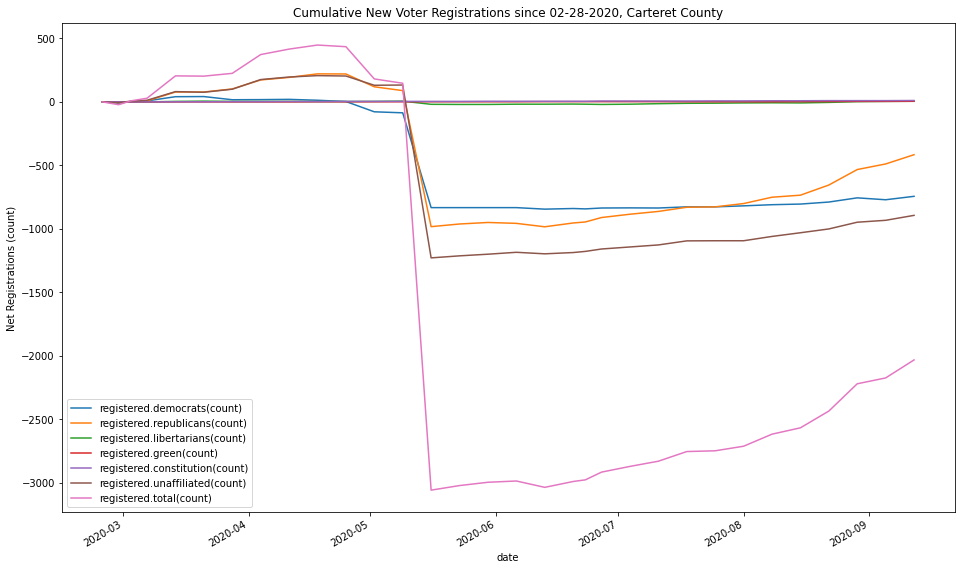 Cumulative New Voter Registrations since 02-28-2020, Carteret County
500
0
−500
−1000
−1500
−2000
−2500
−3000
Net Registrations (count)
registered.democrats(count)
registered.republicans(count)
registered.libertarians(count)
registered.green(count)
registered.constitution(count)
registered.unaffiliated(count)
registered.total(count)
2020-03
2020-04
2020-05
2020-06
2020-07
2020-08
2020-09
date